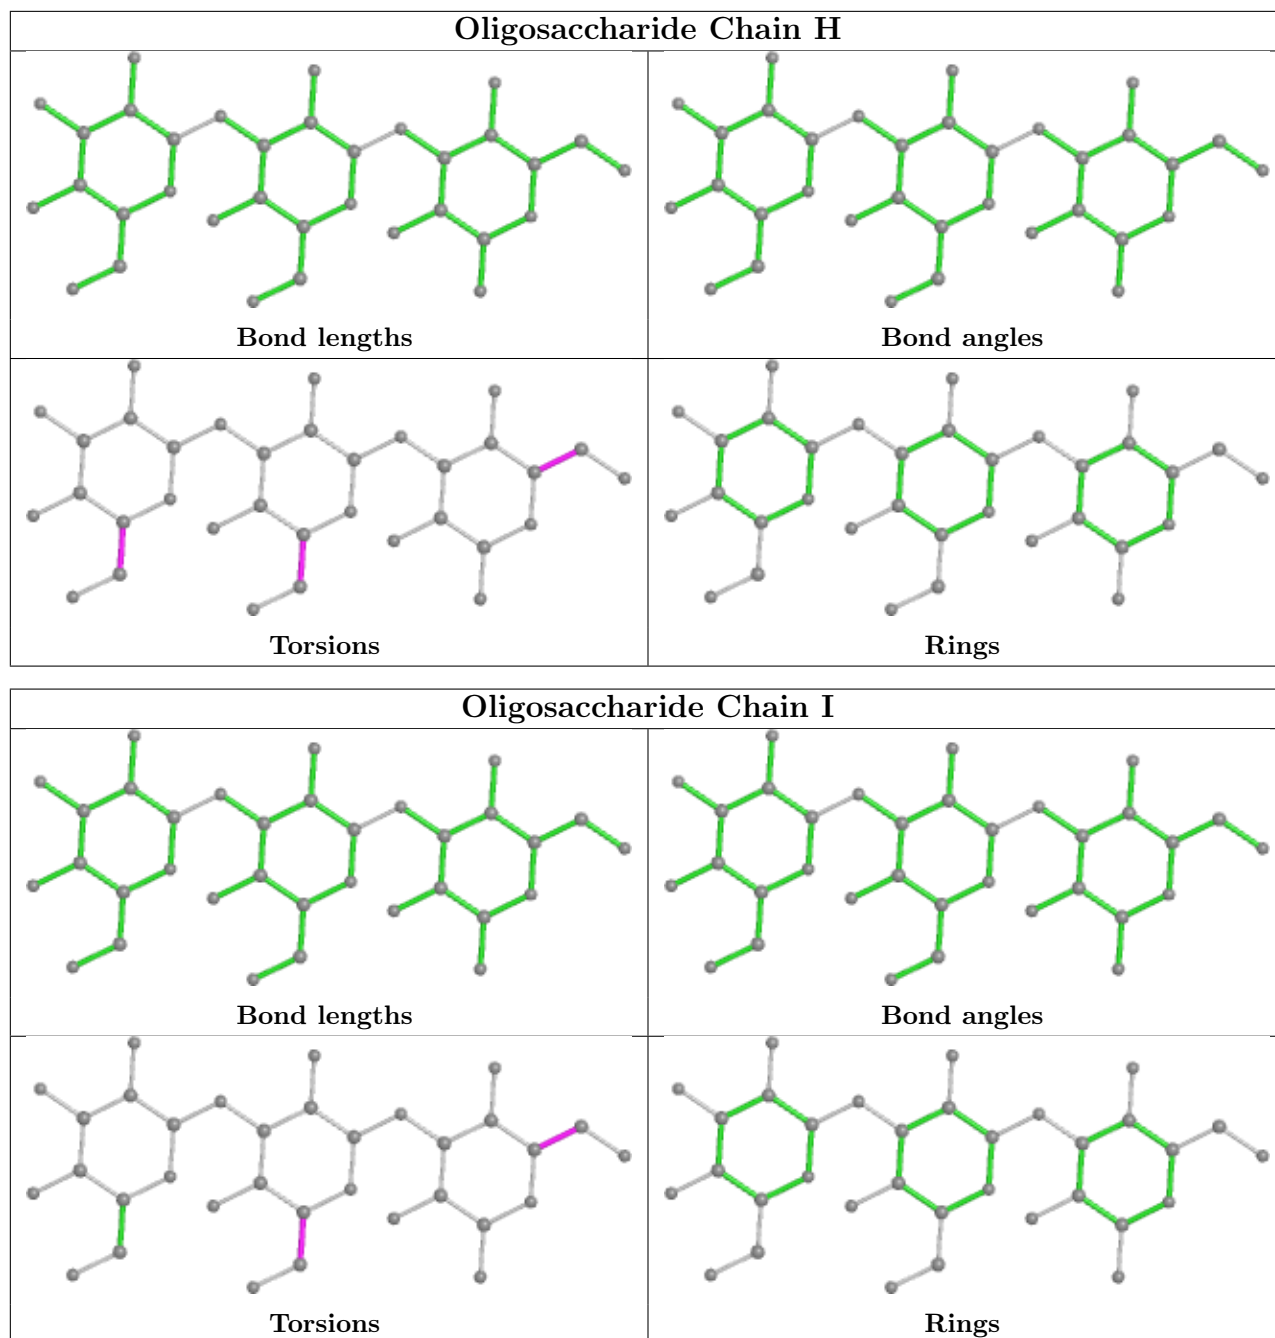 Oligosaccharide Chain H
Bond lengths
Bond angles
Torsions
Rings
Oligosaccharide Chain I
Bond lengths
Bond angles
Torsions
Rings